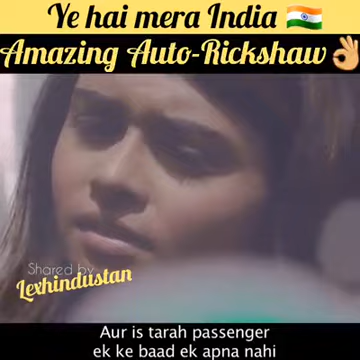 Ye hai mera India 🇮🇳
Amazing Auto-Rickshaw👌
Shared by
Lexhindustan
Aur is tarah passenger
ek ke baad ek apna nahi